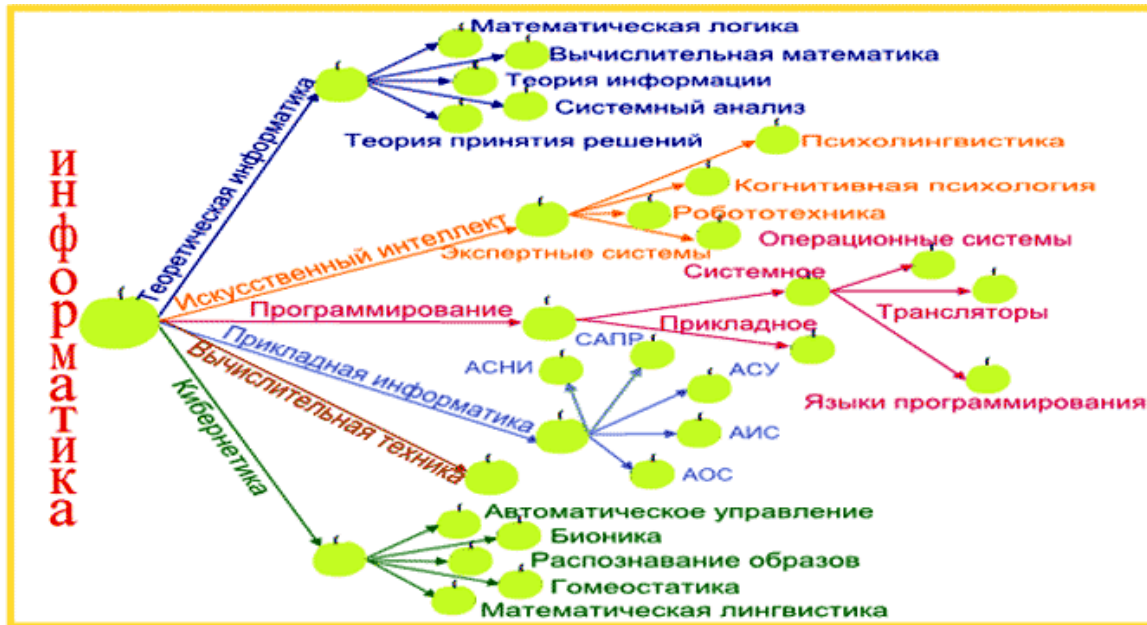 информатика
Теоретическая информатика
Математическая логика
Вычислительная математика
Теория информации
Системный анализ
Теория принятия решений
Искусственный интеллект
Психолингвистика
Когнитивная психология
Робототехника
Экспертные системы
Программирование
Системное
Операционные системы
Трансляторы
Языки программирования
Прикладное
Прикладная информатика
АСНИ
САПР
АСУ
АИС
АОС
Вычислительная техника
Кибернетика
Автоматическое управление
Бионика
Распознавание образов
Гомеостатика
Математическая лингвистика